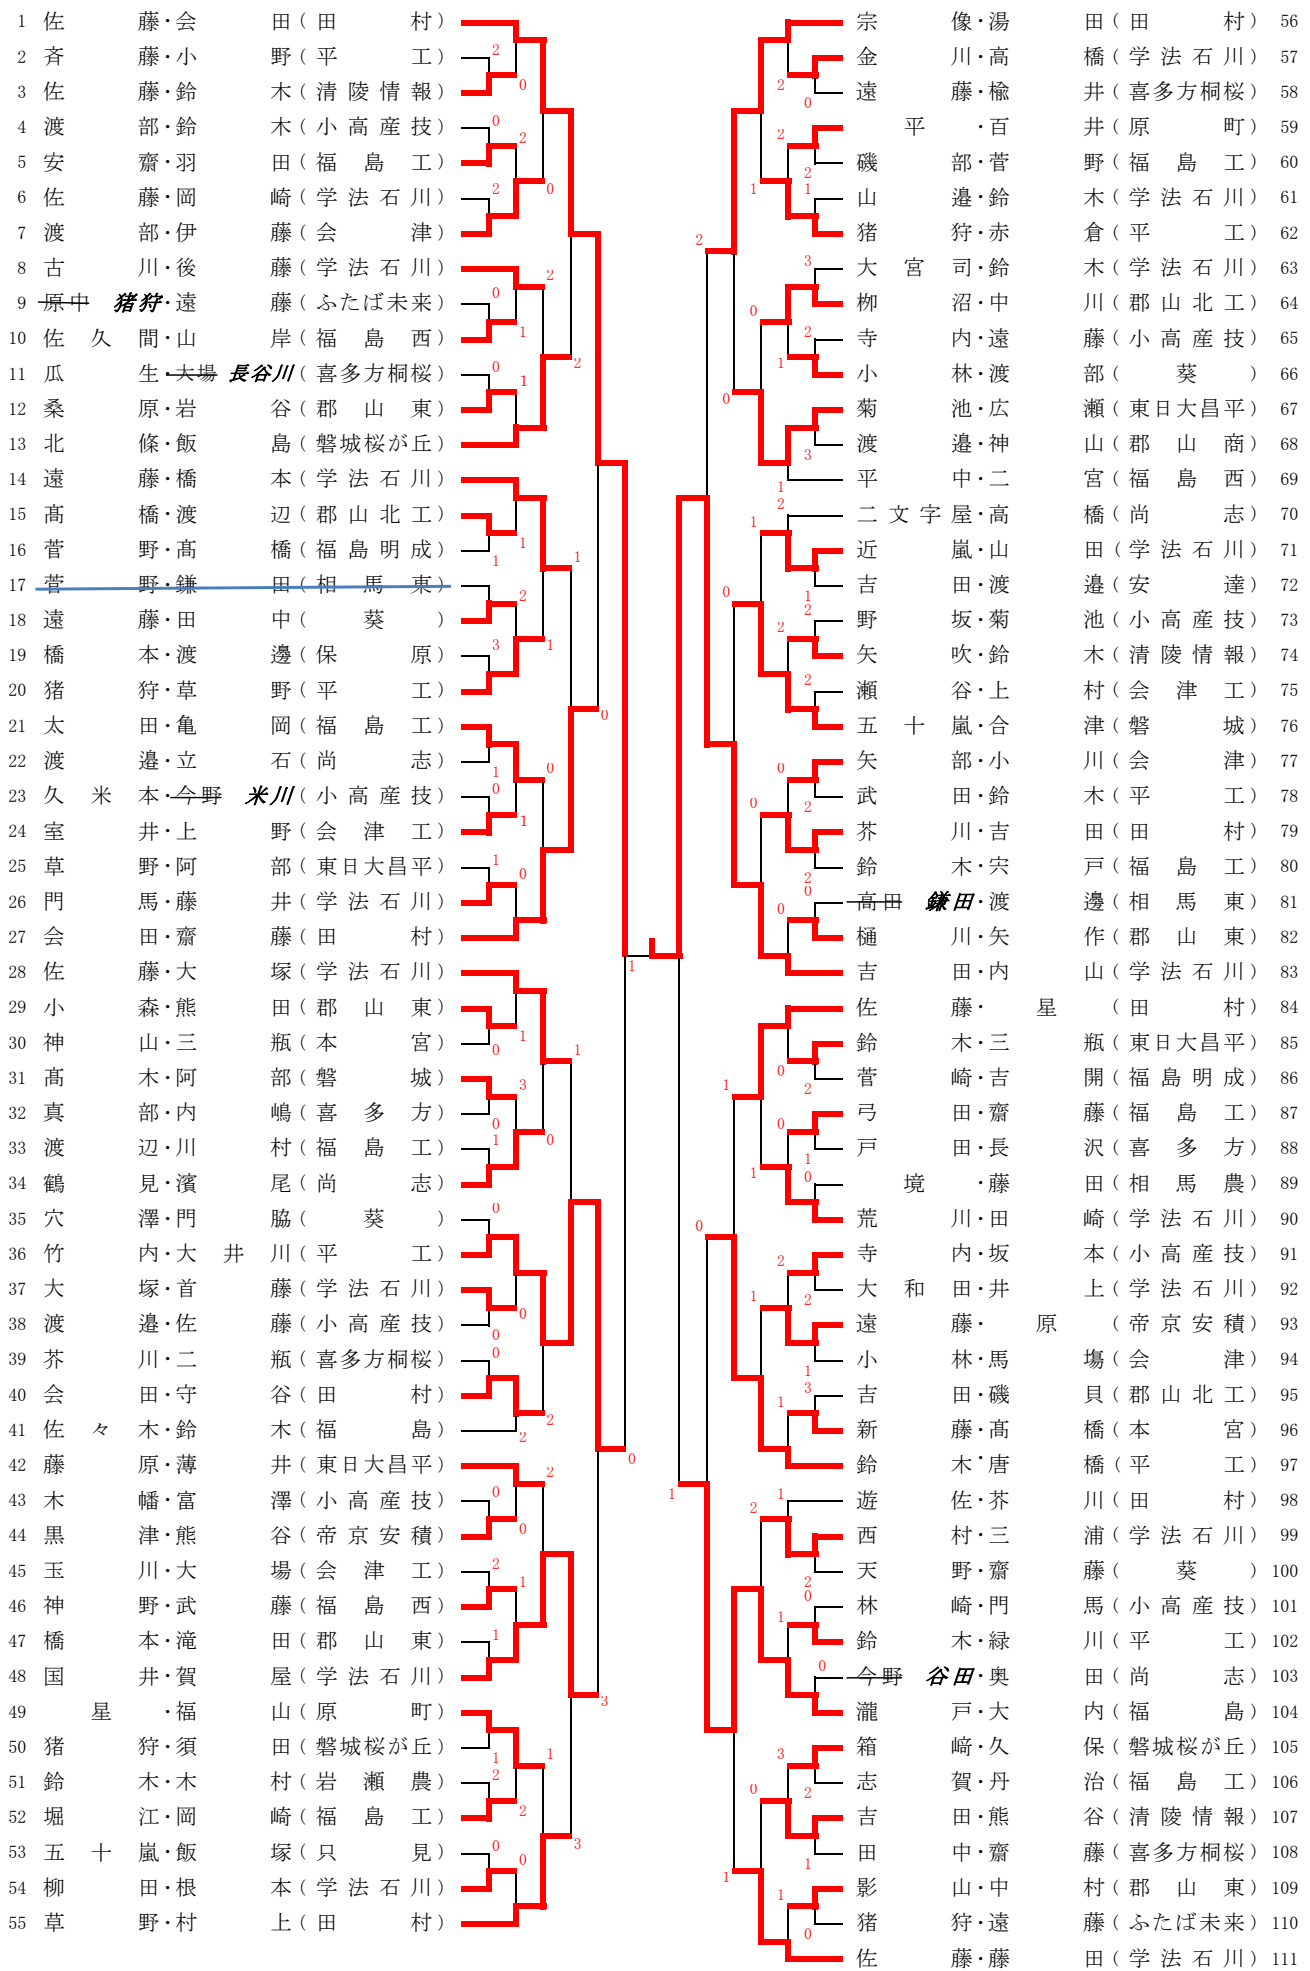 1 佐藤・会田（田村）
2 斉藤・小野（平工）
3 佐藤・鈴木（清陵情報）
4 渡部・鈴木（小高産技）
5 安齋・羽田（福島工）
6 佐藤・岡崎（学法石川）
7 渡部・伊藤（会津）
8 古川・後藤（学法石川）
9 原中 猪狩・遠藤（ふたば未来）
10 佐久間・山岸（福島西）
11 瓜生・大場 長谷川（喜多方桐桜）
12 桑原・岩谷（郡山東）
13 北條・飯島（磐城桜が丘）
14 遠藤・橋本（学法石川）
15 髙橋・渡辺（郡山北工）
16 菅野・髙橋（福島明成）
17 菅野・鎌田（相馬東）
18 遠藤・田中（葵）
19 橋本・渡邊（保原）
20 猪狩・草野（平工）
21 太田・亀岡（福島工）
22 渡邉・立石（尚志）
23 久米本・今野 米川（小高産技）
24 室井・上野（会津工）
25 草野・阿部（東日大昌平）
26 門馬・藤井（学法石川）
27 会田・齋藤（田村）
28 佐藤・大塚（学法石川）
29 小森・熊田（郡山東）
30 神山・三瓶（本宮）
31 髙木・阿部（磐城）
32 真部・内嶋（喜多方）
33 渡辺・川村（福島工）
34 鶴見・濱尾（尚志）
35 穴澤・門脇（葵）
36 竹内・大井川（平工）
37 大塚・首藤（学法石川）
38 渡邉・佐藤（小高産技）
39 芥川・二瓶（喜多方桐桜）
40 会田・守谷（田村）
41 佐々木・鈴木（福島）
42 藤原・薄井（東日大昌平）
43 木幡・富澤（小高産技）
44 黒津・熊谷（帝京安積）
45 玉川・大場（会津工）
46 神野・武藤（福島西）
47 橋本・滝田（郡山東）
48 国井・賀屋（学法石川）
49 星・福山（原町）
50 猪狩・須田（磐城桜が丘）
51 鈴木・木村（岩瀬農）
52 堀江・岡崎（福島工）
53 五十嵐・飯塚（只見）
54 柳田・根本（学法石川）
55 草野・村上（田村）
宗像・湯田（田村）56
金川・高橋（学法石川）57
遠藤・楡井（喜多方桐桜）58
平・百井（原町）59
磯部・菅野（福島工）60
山邉・鈴木（学法石川）61
猪狩・赤倉（平工）62
大宮司・鈴木（学法石川）63
栁沼・中川（郡山北工）64
寺内・遠藤（小高産技）65
小林・渡部（葵）66
菊池・広瀬（東日大昌平）67
渡邉・神山（郡山商）68
平中・二宮（福島西）69
二文字屋・高橋（尚志）70
近嵐・山田（学法石川）71
吉田・渡邉（安達）72
野坂・菊池（小高産技）73
矢吹・鈴木（清陵情報）74
瀬谷・上村（会津工）75
五十嵐・合津（磐城）76
矢部・小川（会津）77
武田・鈴木（平工）78
芥川・吉田（田村）79
鈴木・宍戸（福島工）80
高田 鎌田・渡邊（相馬東）81
樋川・矢作（郡山東）82
吉田・内山（学法石川）83
佐藤・星（田村）84
鈴木・三瓶（東日大昌平）85
菅崎・吉開（福島明成）86
弓田・齋藤（福島工）87
戸田・長沢（喜多方）88
境・藤田（相馬農）89
荒川・田崎（学法石川）90
寺内・坂本（小高産技）91
大和田・井上（学法石川）92
遠藤・原（帝京安積）93
小林・馬場（会津）94
吉田・磯貝（郡山北工）95
新藤・髙橋（本宮）96
鈴木・唐橋（平工）97
遊佐・芥川（田村）98
西村・三浦（学法石川）99
天野・齋藤（葵）100
林崎・門馬（小高産技）101
鈴木・緑川（平工）102
今野 谷田・奥田（尚志）103
瀧戸・大内（福島）104
箱﨑・久保（磐城桜が丘）105
志賀・丹治（福島工）106
吉田・熊谷（清陵情報）107
田中・齋藤（喜多方桐桜）108
影山・中村（郡山東）109
猪狩・遠藤（ふたば未来）110
佐藤・藤田（学法石川）111